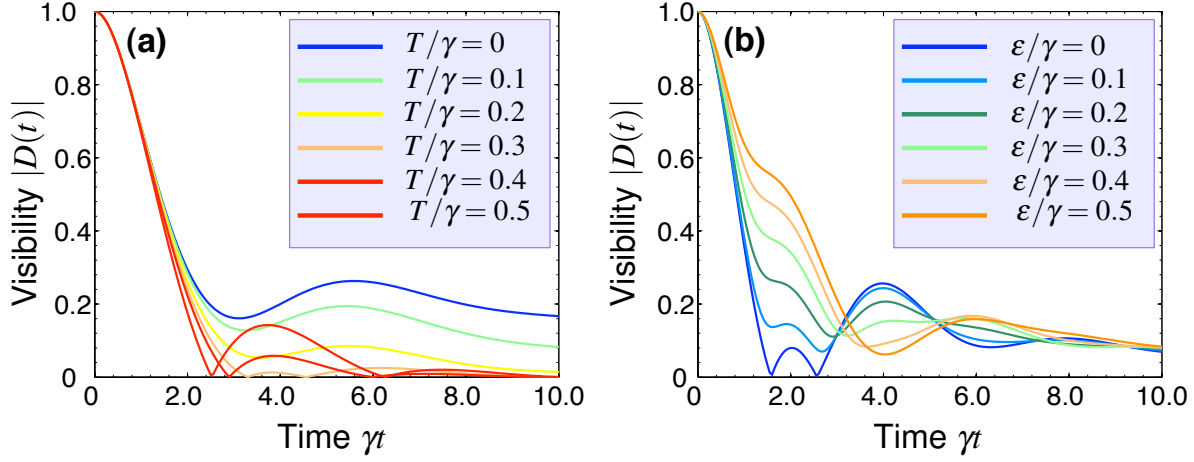 (a)
T/γ = 0
T/γ = 0.1
T/γ = 0.2
T/γ = 0.3
T/γ = 0.4
T/γ = 0.5
Visibility |D(t)|
1.0
0.8
0.6
0.4
0.2
0
0 2.0 4.0 6.0 8.0 10.0
Time γt
(b)
ε/γ = 0
ε/γ = 0.1
ε/γ = 0.2
ε/γ = 0.3
ε/γ = 0.4
ε/γ = 0.5
Visibility |D(t)|
1.0
0.8
0.6
0.4
0.2
0
0 2.0 4.0 6.0 8.0 10.0
Time γt